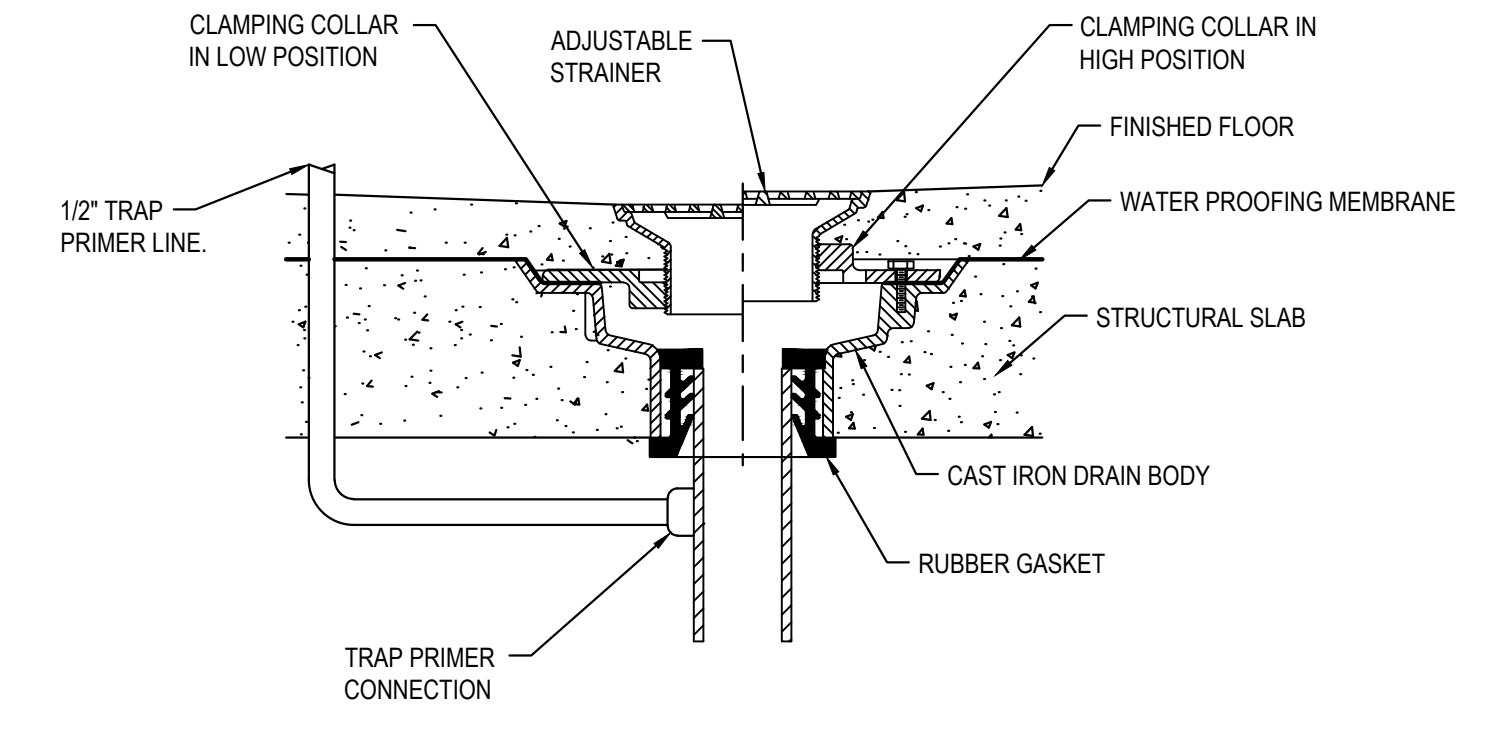 CLAMPING COLLAR
IN LOW POSITION
ADJUSTABLE
STRAINER
CLAMPING COLLAR IN
HIGH POSITION
FINISHED FLOOR
1/2" TRAP
PRIMER LINE.
WATER PROOFING MEMBRANE
STRUCTURAL SLAB
CAST IRON DRAIN BODY
RUBBER GASKET
TRAP PRIMER
CONNECTION